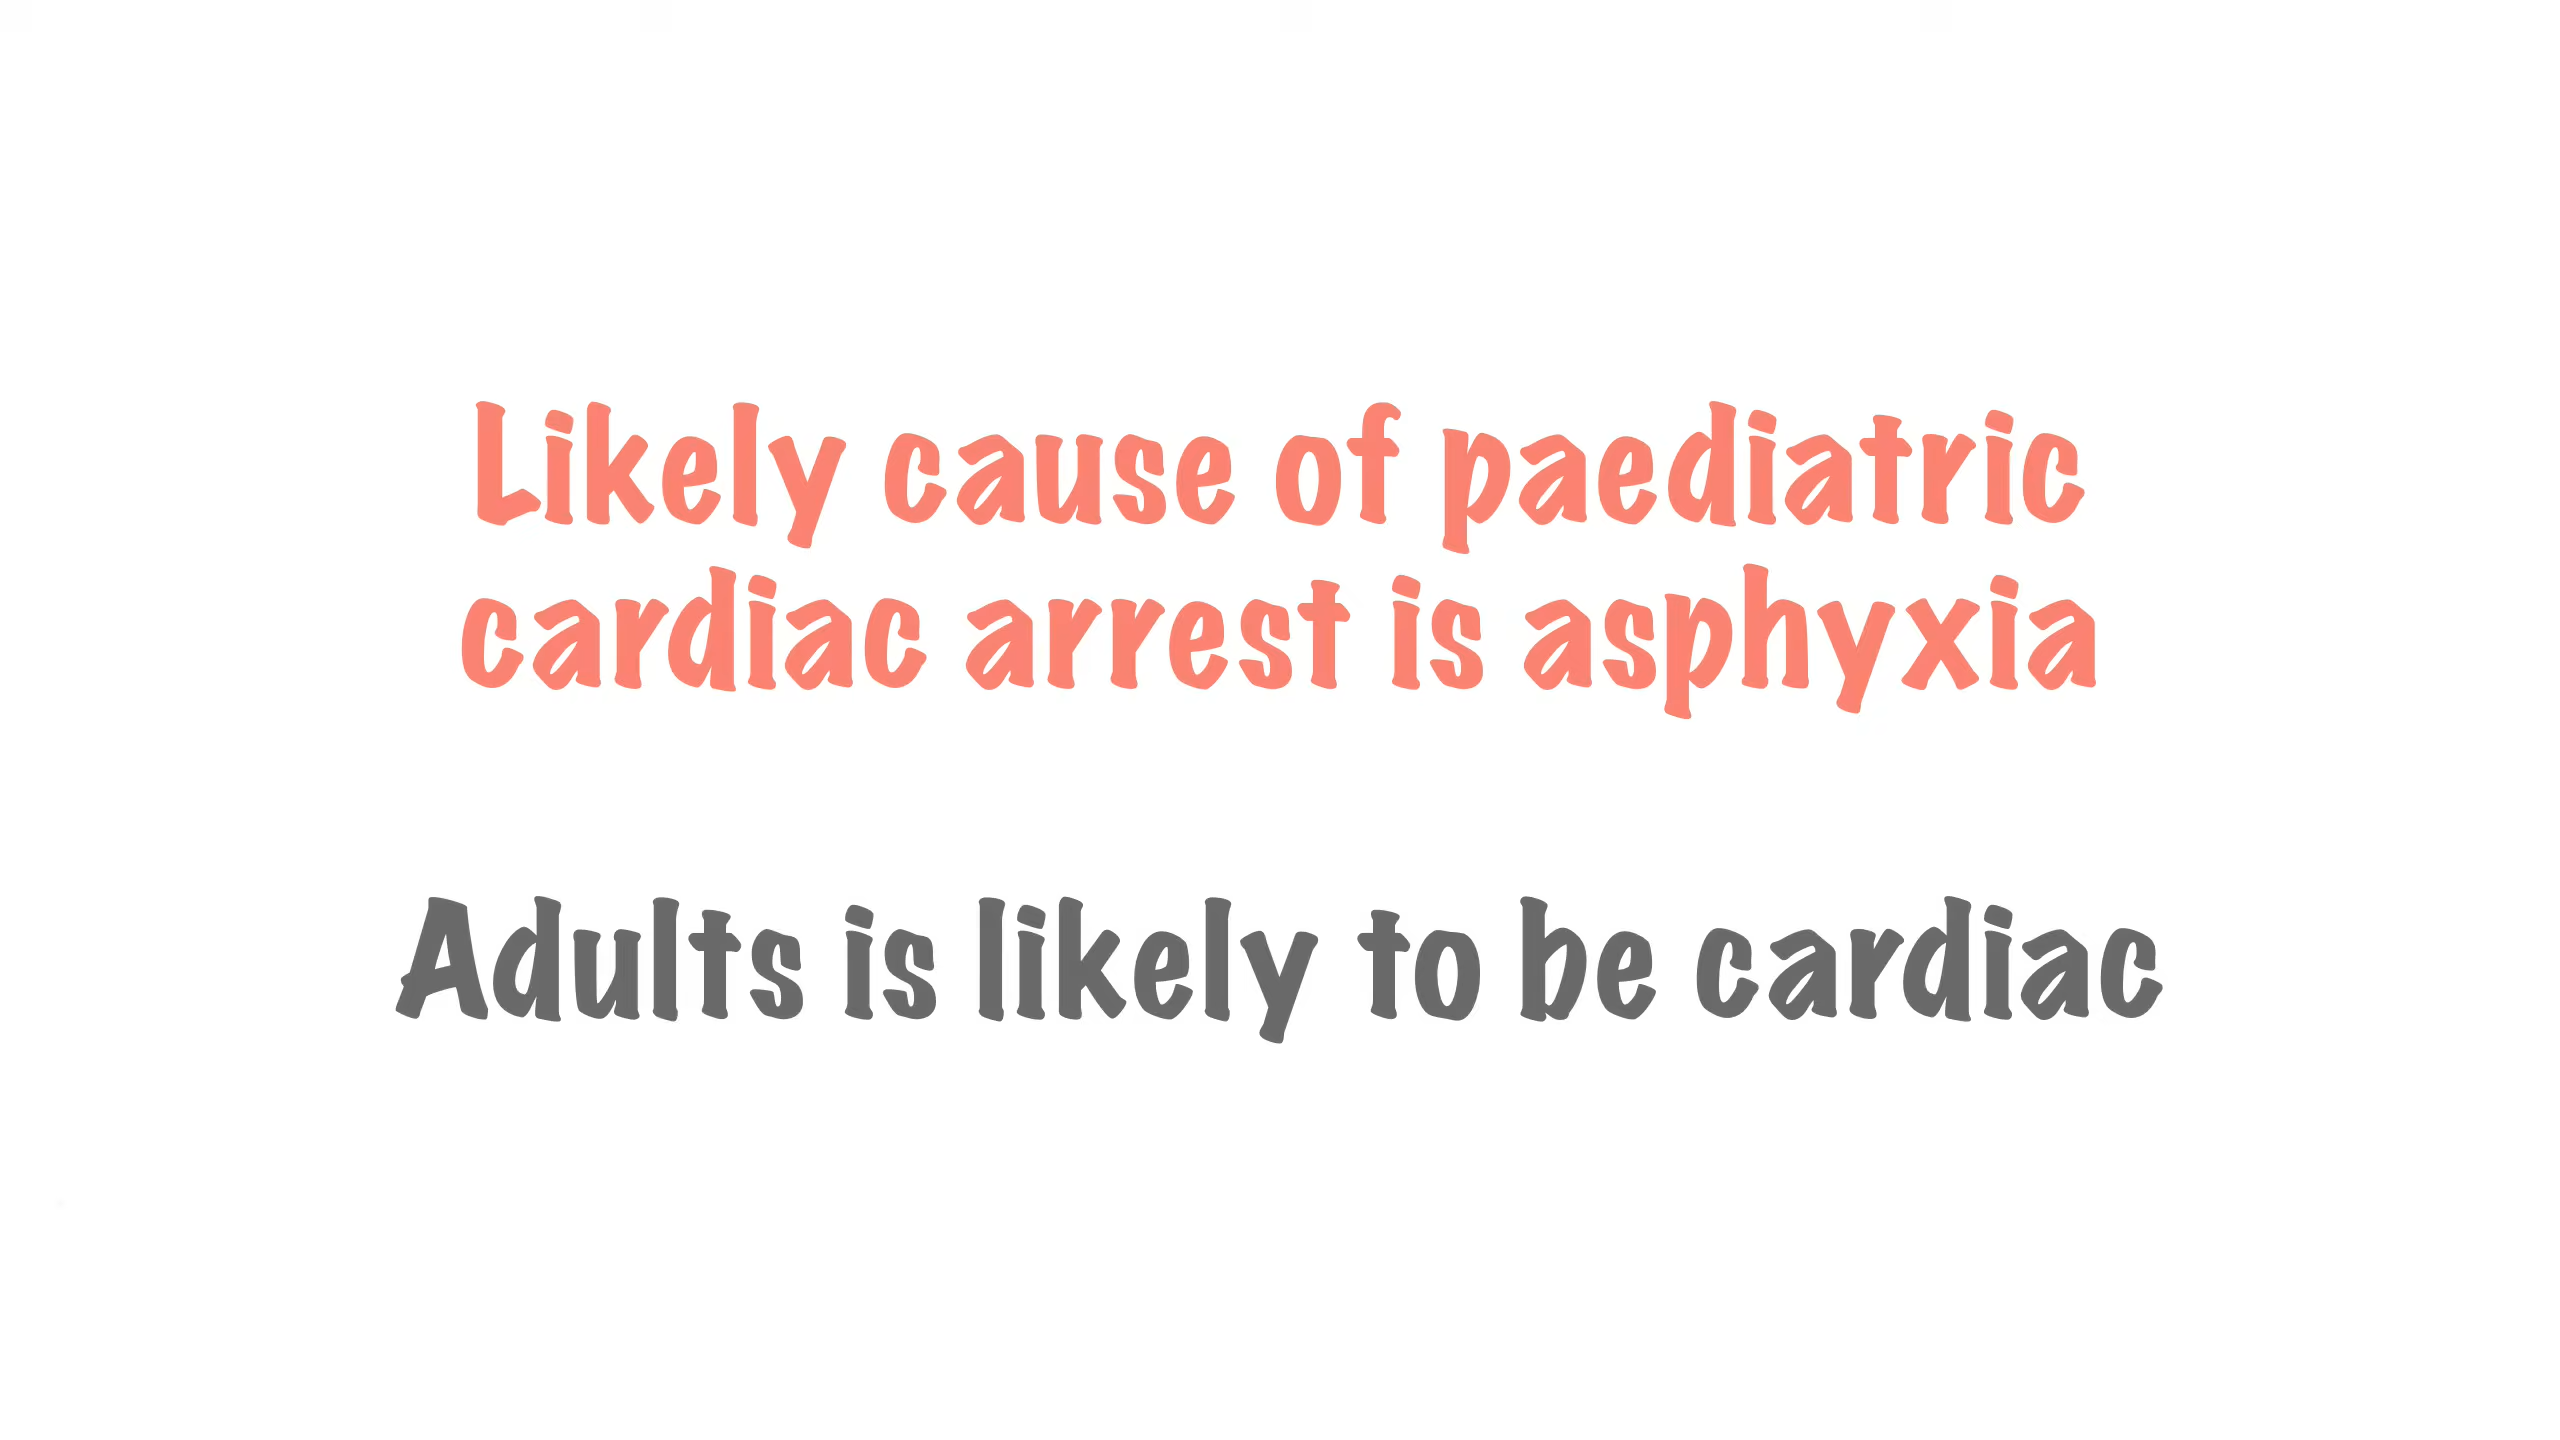 Likely cause of paediatric
cardiac arrest is asphyxia
Adults is likely to be cardiac